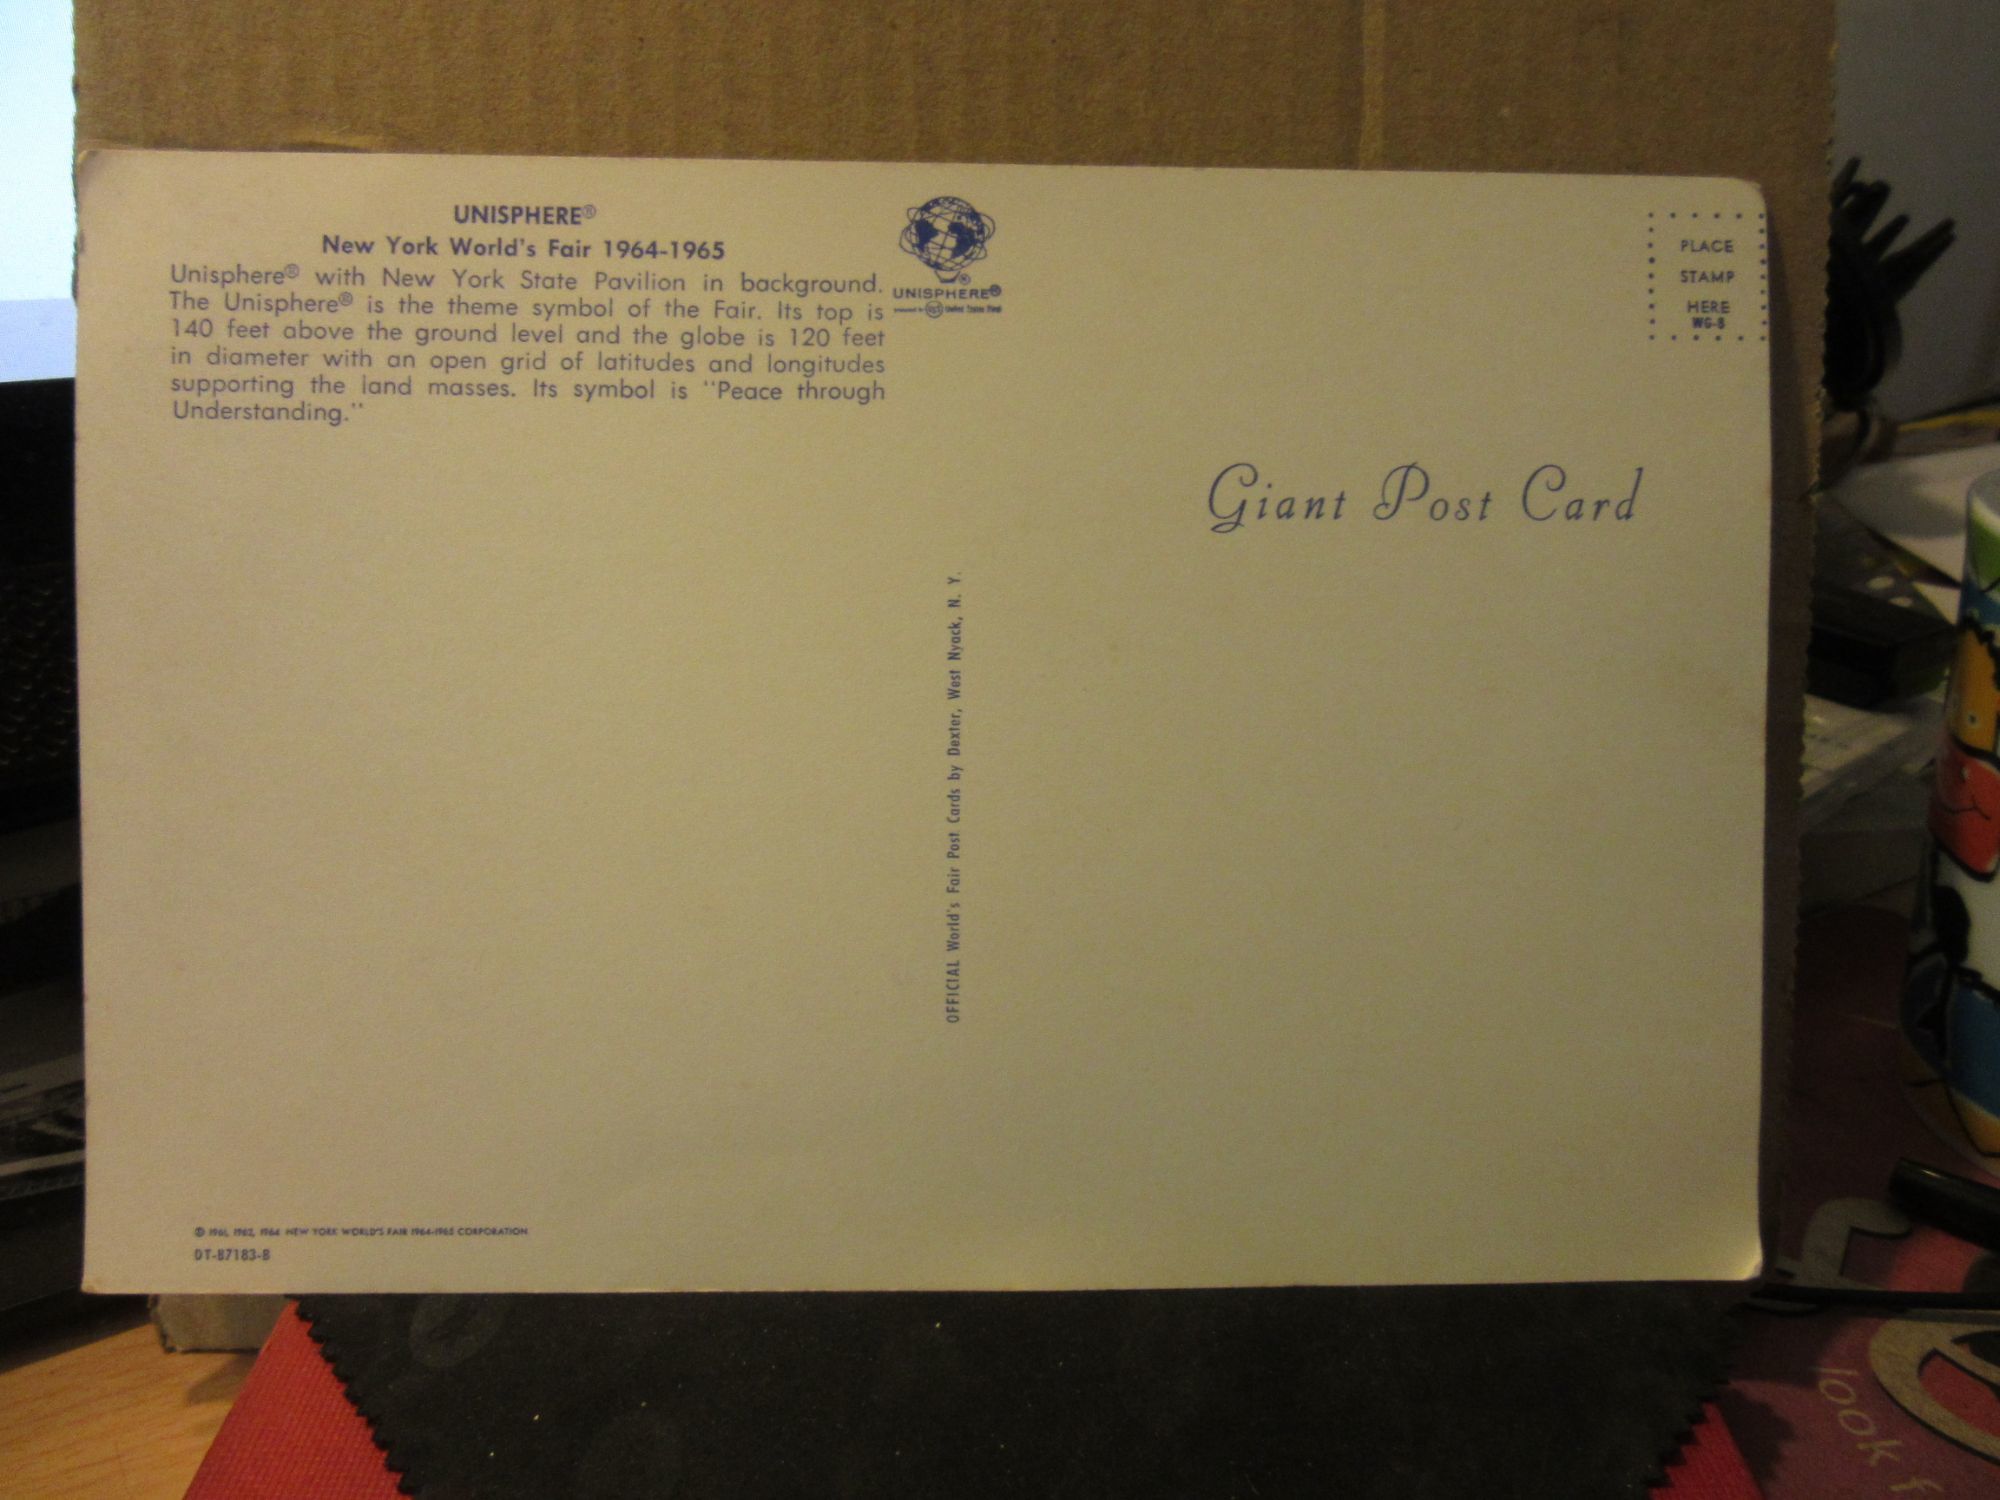 UNISPHERE®
New York World's Fair 1964-1965
Unisphere® with New York State Pavilion in background.
The Unisphere® is the theme symbol of the Fair. Its top is
140 feet above the ground level and the globe is 120 feet
in diameter with an open grid of latitudes and longitudes
supporting the land masses. Its symbol is "Peace through
Understanding."
®
UNISPHERE®
United States Steel
PLACE
STAMP
HERE
WG-8
Giant Post Card
OFFICIAL World's Fair Post Cards by Dexter, West Nyack, N. Y.
© 1961, 1962, 1964 NEW YORK WORLD'S FAIR 1964-1965 CORPORATION
DT-87183-B
look f